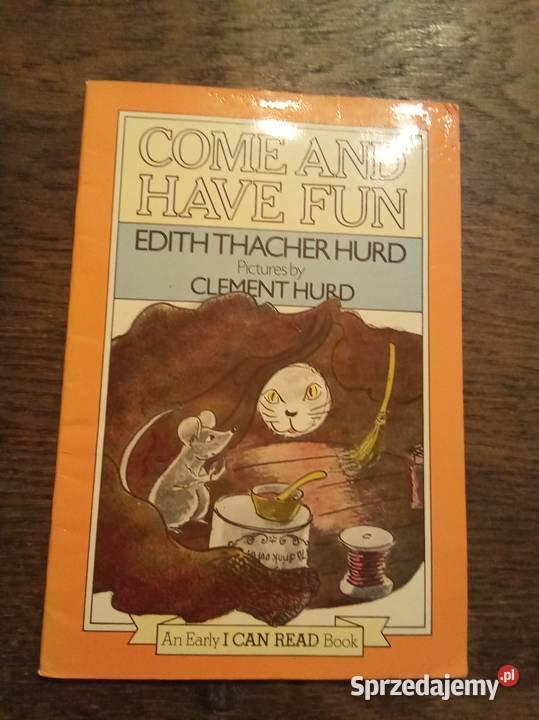 COME AND
HAVE FUN
EDITH THACHER HURD
Pictures by
CLEMENT HURD
An Early I CAN READ Book
Sprzedajemy.pl